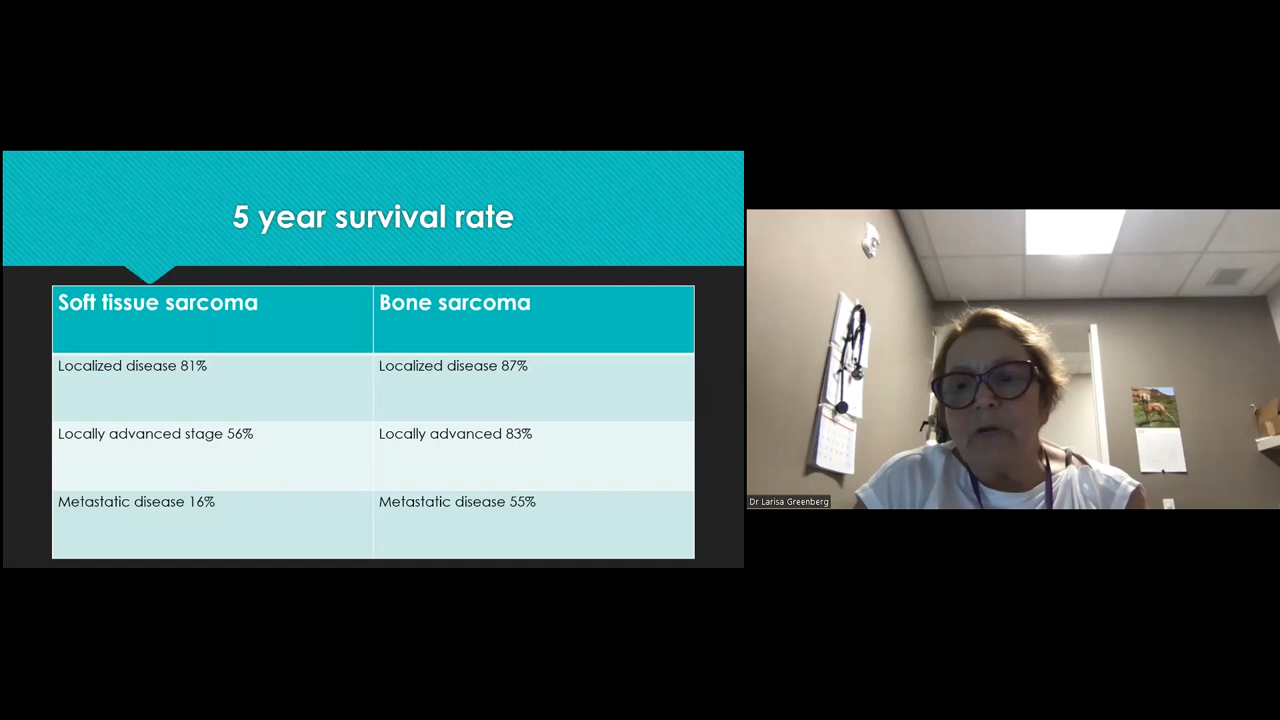 5 year survival rate
Soft tissue sarcoma
Bone sarcoma
Localized disease 81%
Localized disease 87%
Locally advanced stage 56%
Locally advanced 83%
Metastatic disease 16%
Metastatic disease 55%
Dr Larisa Greenberg